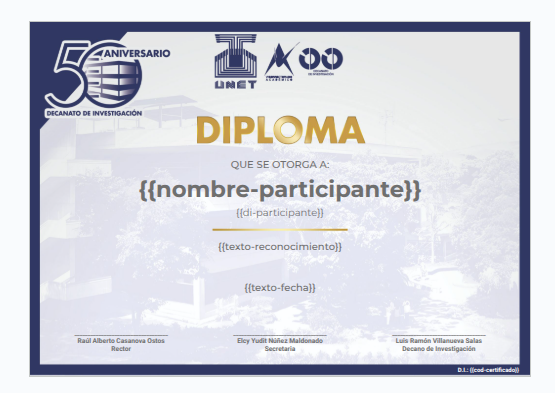 50 ANIVERSARIO
DECANATO DE INVESTIGACIÓN
UNET
DIPLOMA
QUE SE OTORGA A:
{{nombre-participante}}
{{di-participante}}
{{texto-reconocimiento}}
{{texto-fecha}}
Raúl Alberto Casanova Ostos
Rector
Elcy Yudit Núñez Maldonado
Secretaria
Luis Ramón Villanueva Salas
Decano de Investigación
D.I.: {{cod-certificado}}